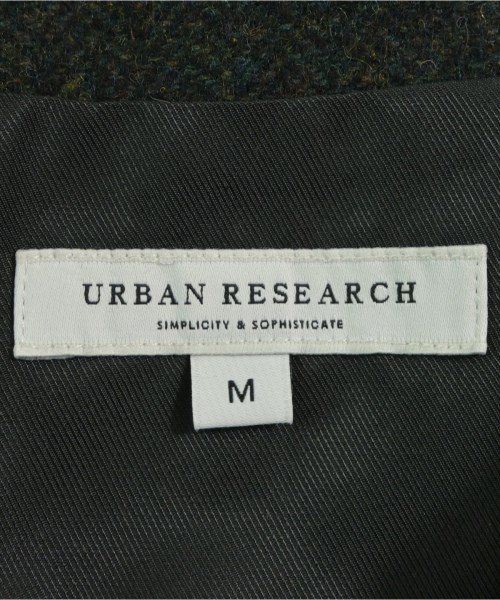 URBAN RESEARCH
SIMPLICITY & SOPHISTICATE
M